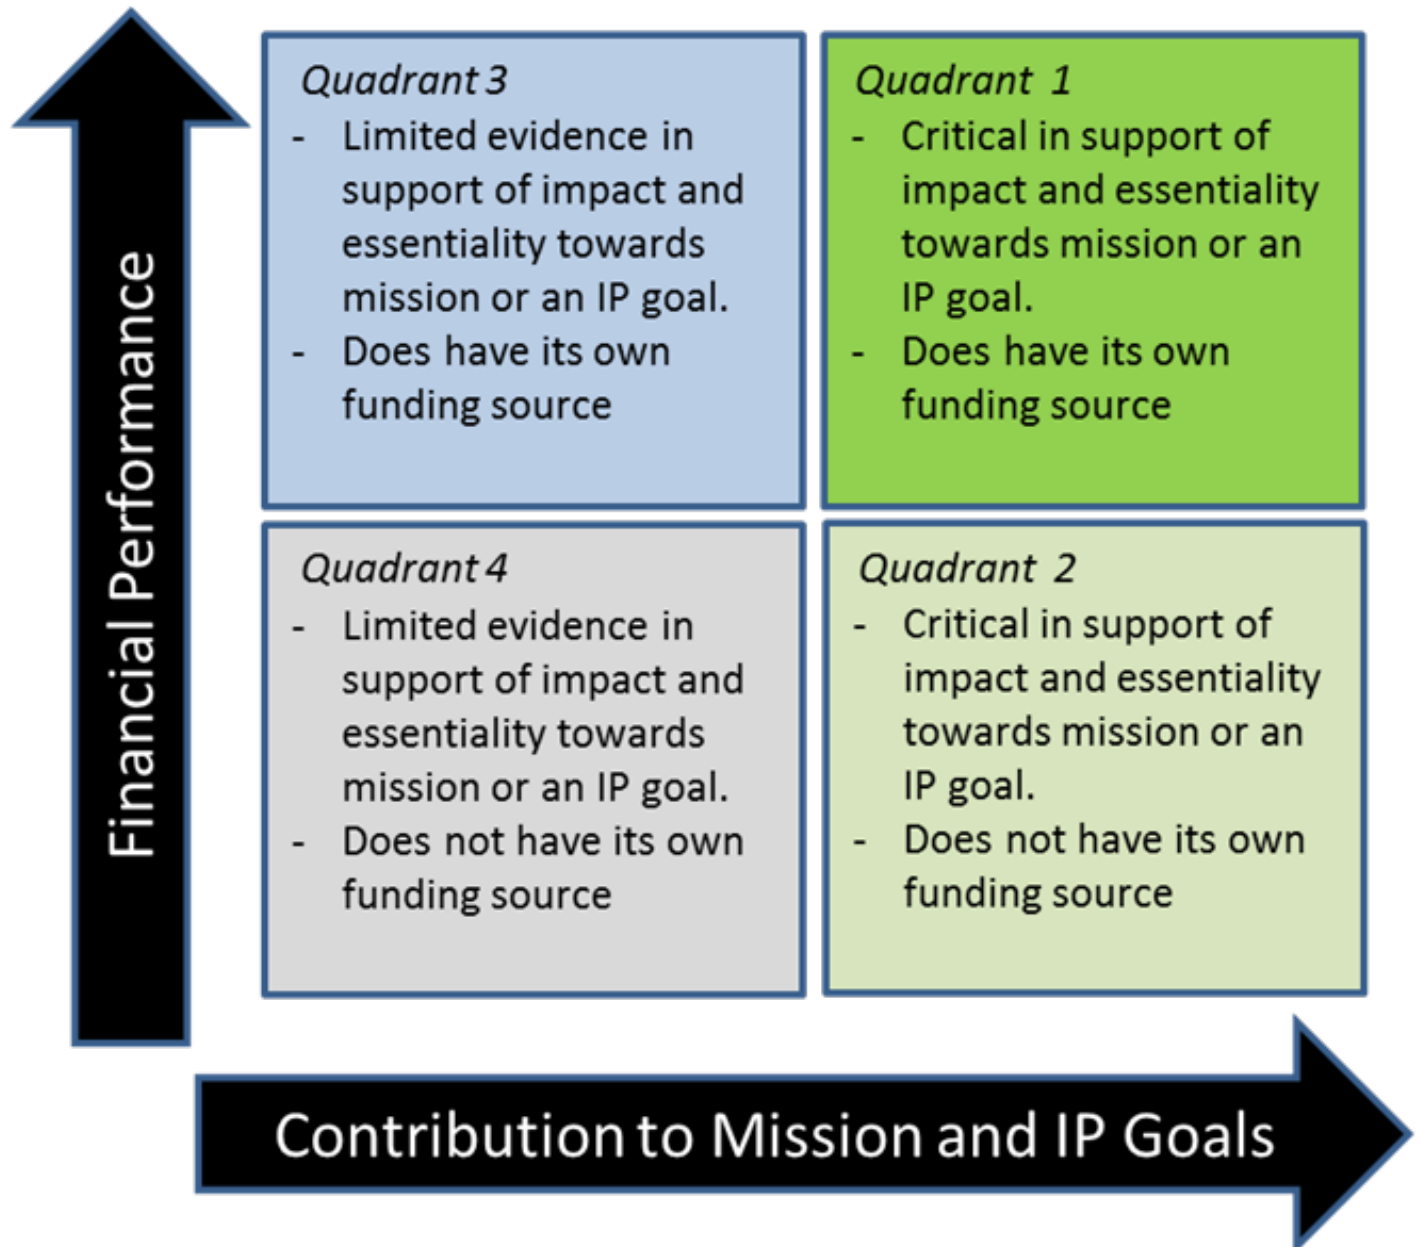 Financial Performance
Quadrant 3
- Limited evidence in
support of impact and
essentiality towards
mission or an IP goal.
- Does have its own
funding source
Quadrant 1
- Critical in support of
impact and essentiality
towards mission or an
IP goal.
- Does have its own
funding source
Quadrant 4
- Limited evidence in
support of impact and
essentiality towards
mission or an IP goal.
- Does not have its own
funding source
Quadrant 2
- Critical in support of
impact and essentiality
towards mission or an
IP goal.
- Does not have its own
funding source
Contribution to Mission and IP Goals